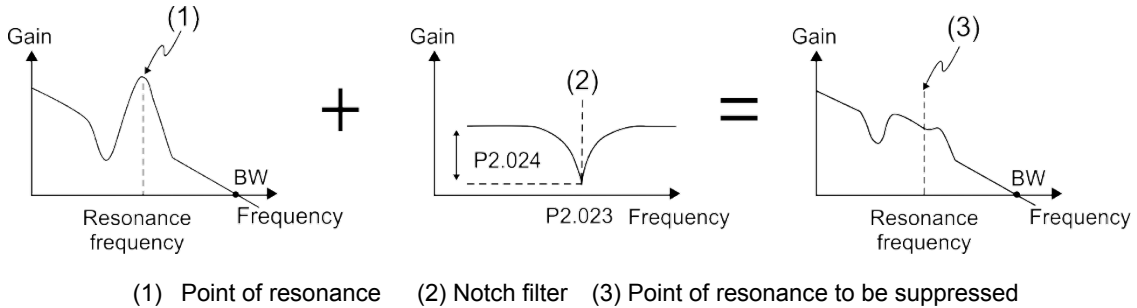 (1)
Gain
BW
Resonance
frequency
Frequency
+
(2)
Gain
P2.024
P2.023
Frequency
=
(3)
Gain
BW
Resonance
frequency
Frequency
(1) Point of resonance (2) Notch filter (3) Point of resonance to be suppressed